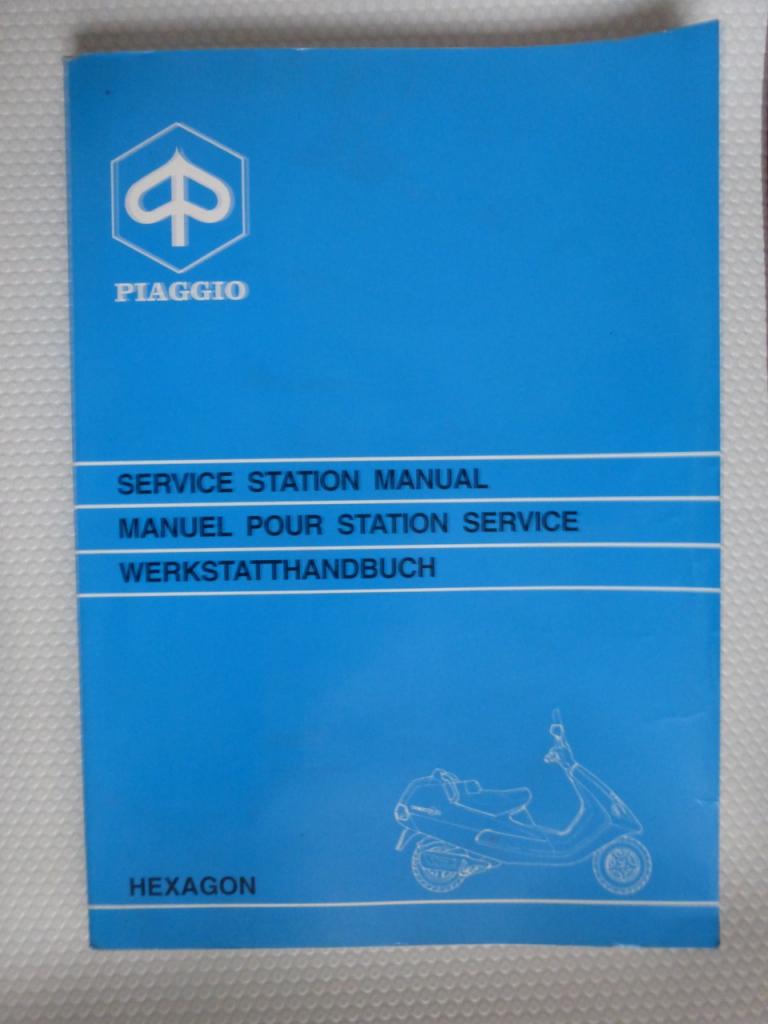 PIAGGIO
SERVICE STATION MANUAL
MANUEL POUR STATION SERVICE
WERKSTATTHANDBUCH
HEXAGON